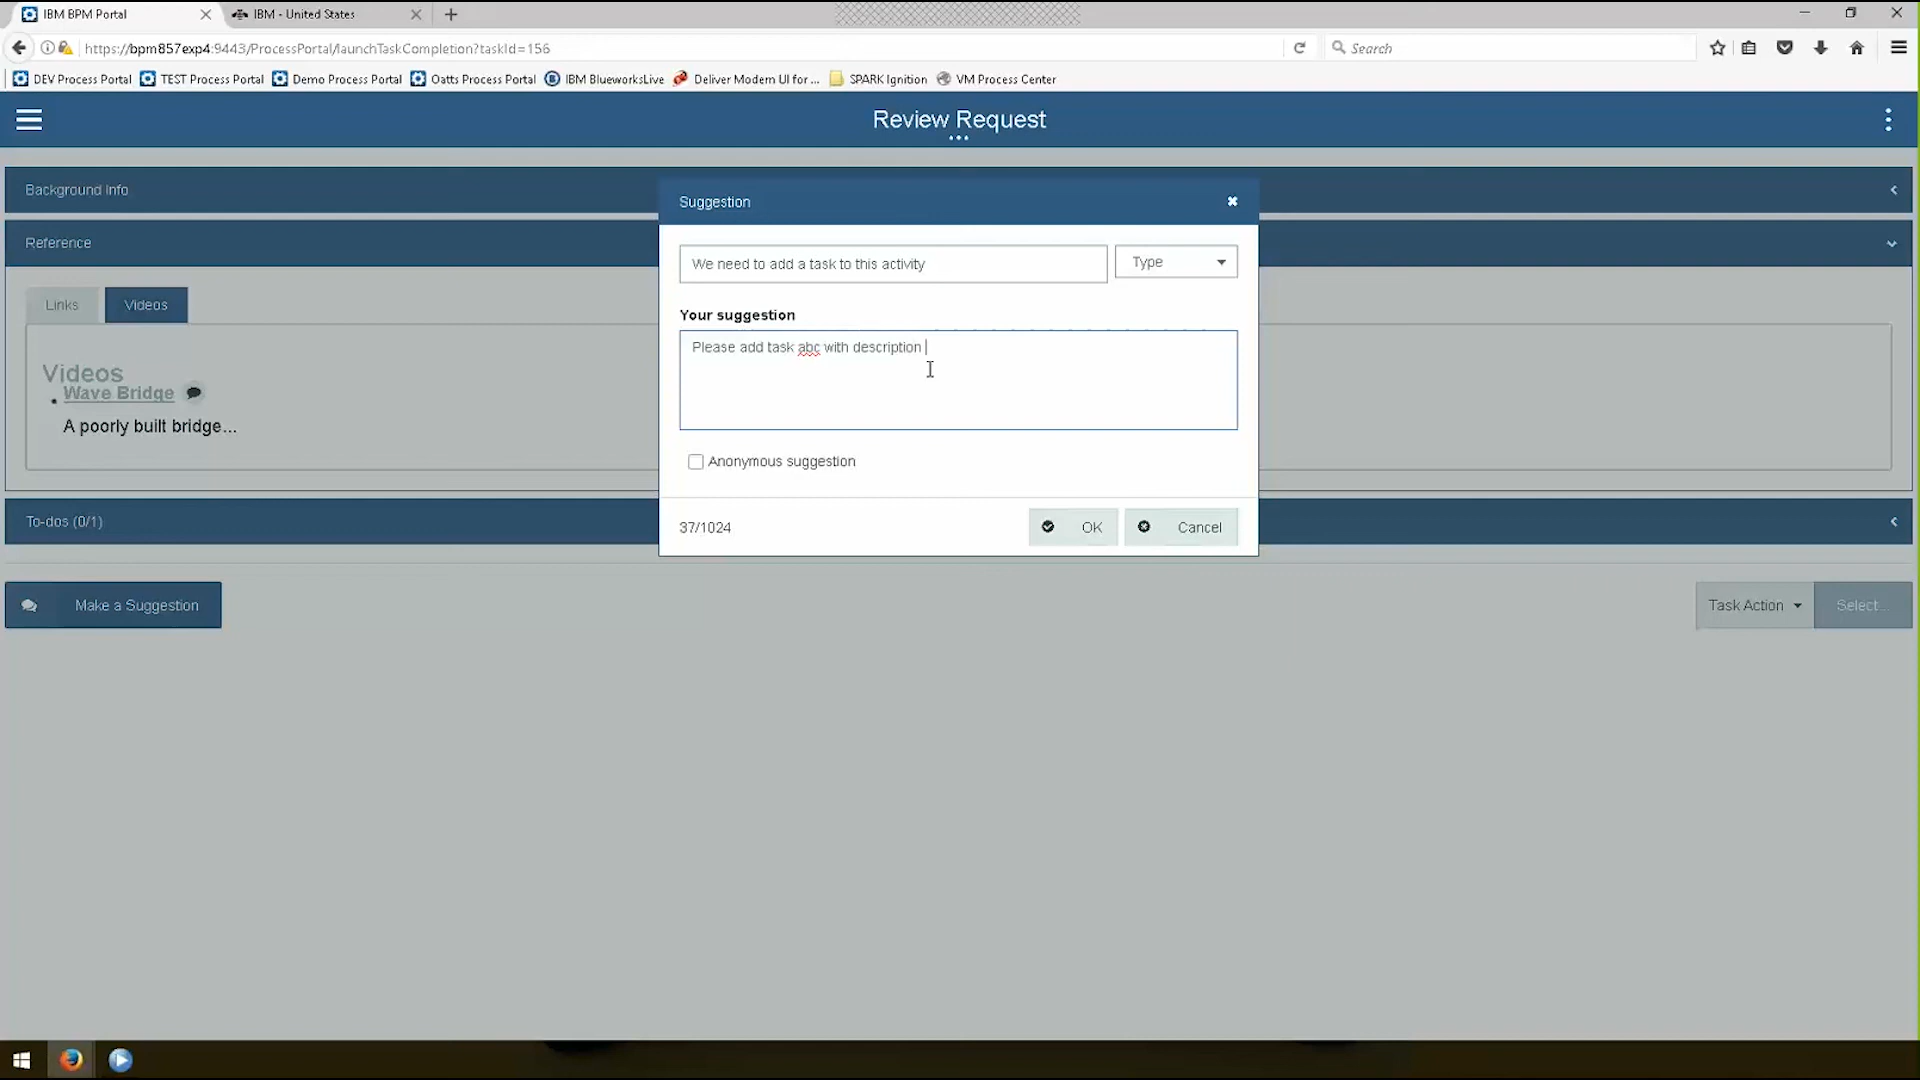 IBM BPM Portal
IBM - United States
https://bpm857exp4:9443/ProcessPortal/launchTaskCompletion?taskId=156
Search
DEV Process Portal
TEST Process Portal
Demo Process Portal
Oatts Process Portal
IBM BlueworksLive
Deliver Modern UI for ...
SPARK Ignition
VM Process Center
Review Request
Background Info
Reference
Links
Videos
Videos
Wave Bridge
A poorly built bridge...
To-dos (0/1)
Make a Suggestion
Task Action
Select...
Suggestion
We need to add a task to this activity
Type
Your suggestion
Please add task abc with description
Anonymous suggestion
37/1024
OK
Cancel